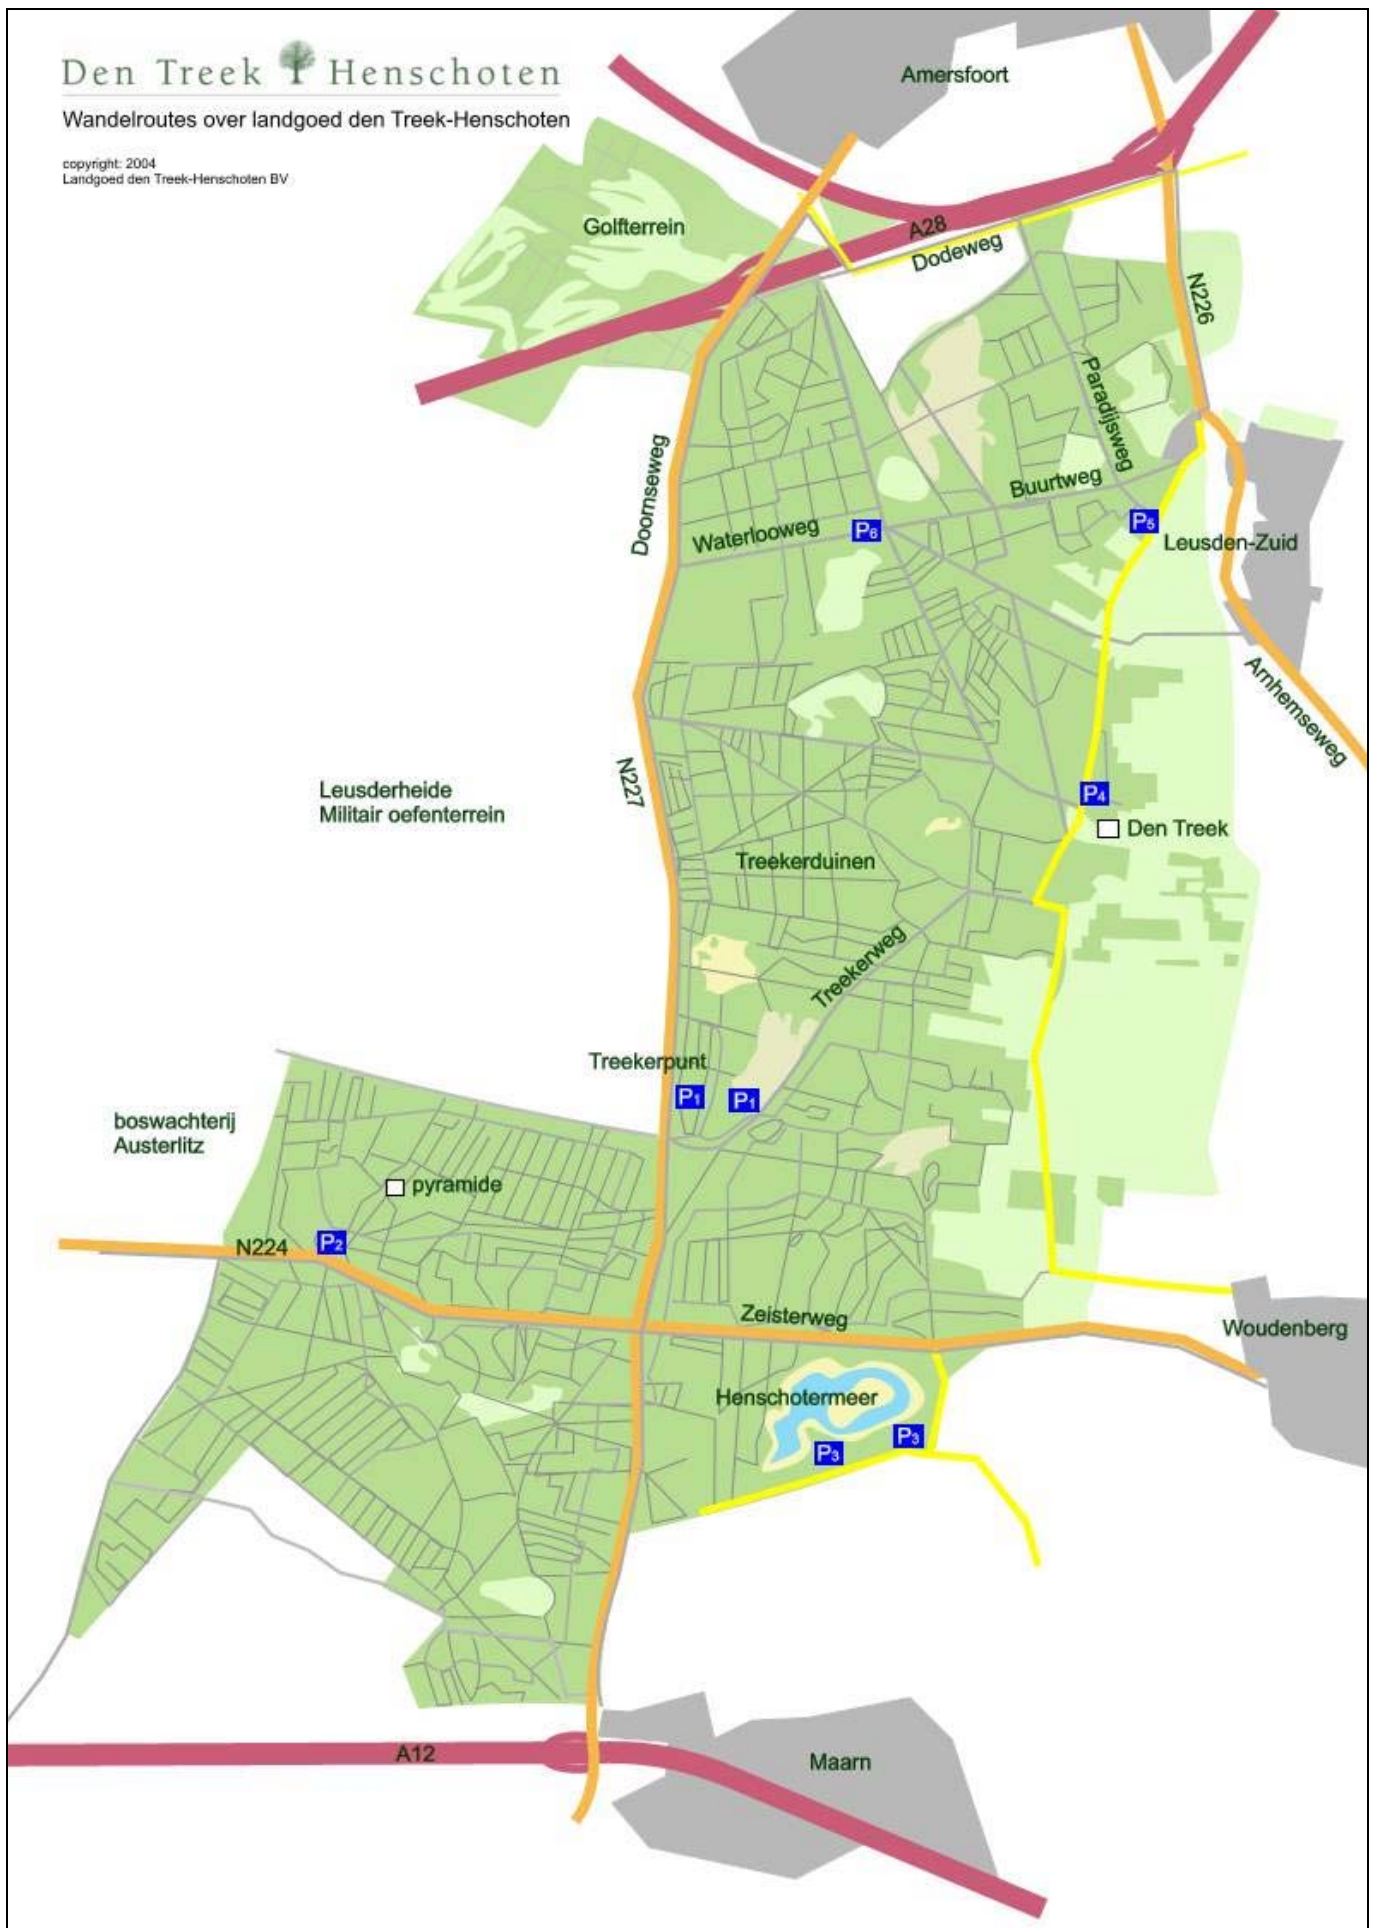 Den Treek Henschoten
Wandelroutes over landgoed den Treek-Henschoten
copyright: 2004
Landgoed den Treek-Henschoten BV
Amersfoort
Golfterrein
A28
Dodeweg
N226
Paradijsweg
Doornseweg
Buurtweg
Waterlooweg
P6
P5
Leusden-Zuid
Arnhemseweg
N227
Leusderheide
Militair oefenterrein
P4
Den Treek
Treekerduinen
Treekerweg
Treekerpunt
P1
P1
boswachterij
Austerlitz
pyramide
N224
P2
Zeisterweg
Woudenberg
Henschotermeer
P3
P3
A12
Maarn